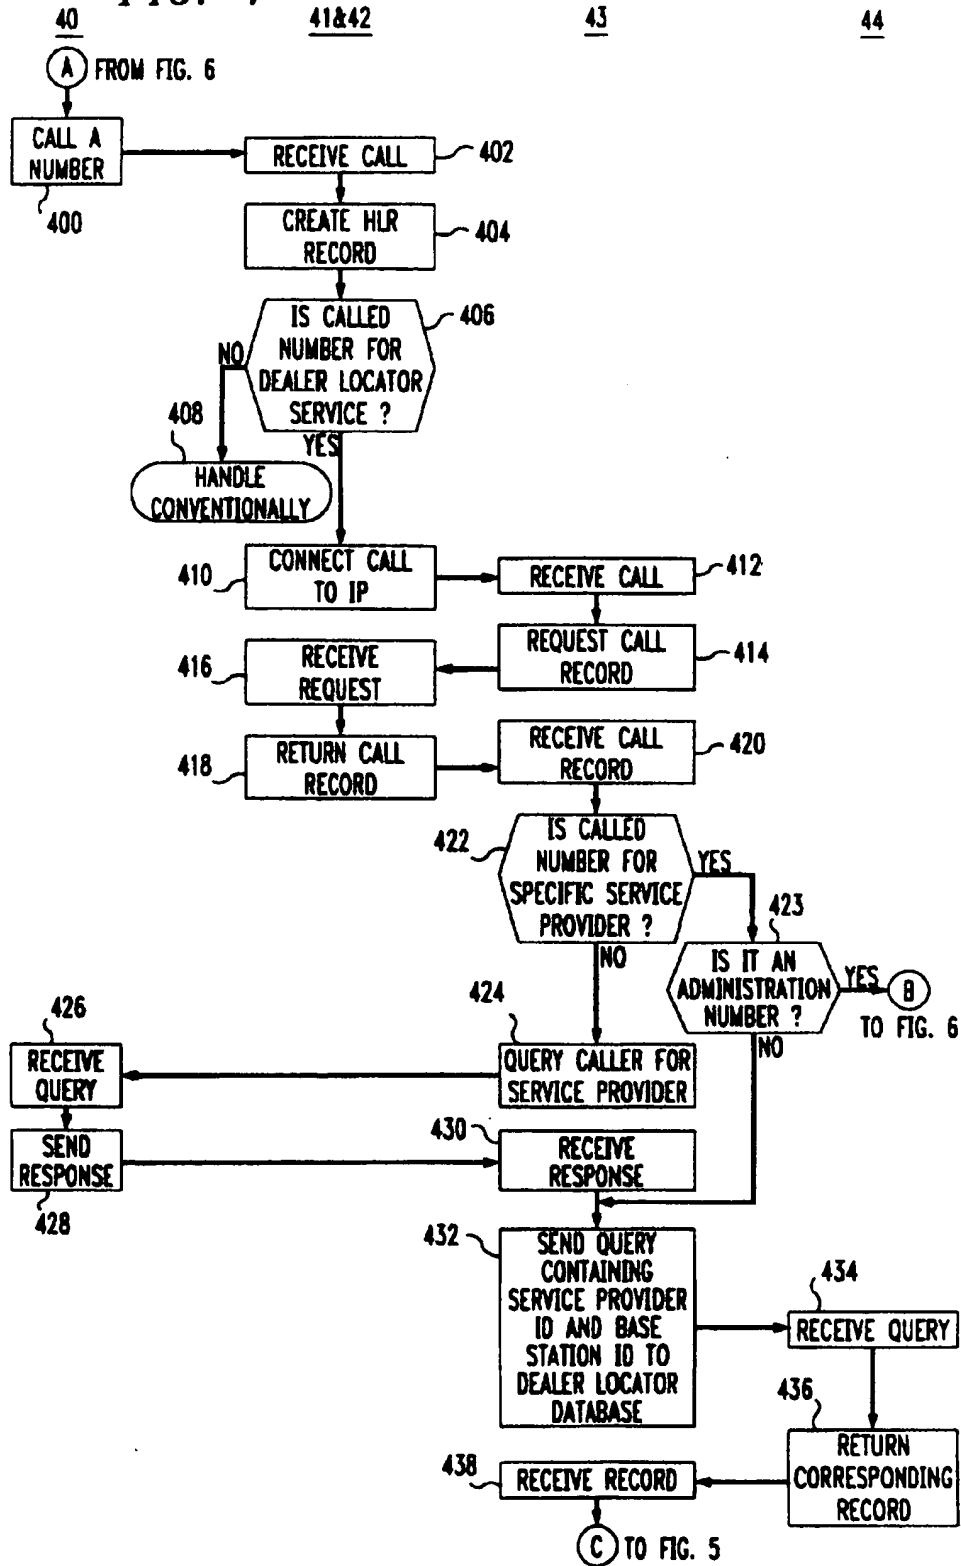 40
41&42
43
44
A
FROM FIG. 6
CALL A
NUMBER
400
RECEIVE CALL
402
CREATE HLR
RECORD
404
IS CALLED
NUMBER FOR
DEALER LOCATOR
SERVICE ?
406
NO
YES
408
HANDLE
CONVENTIONALLY
410
CONNECT CALL
TO IP
RECEIVE CALL
412
REQUEST CALL
RECORD
414
416
RECEIVE
REQUEST
418
RETURN CALL
RECORD
RECEIVE CALL
RECORD
420
422
IS CALLED
NUMBER FOR
SPECIFIC SERVICE
PROVIDER ?
YES
NO
423
IS IT AN
ADMINISTRATION
NUMBER ?
YES
B
TO FIG. 6
NO
424
QUERY CALLER FOR
SERVICE PROVIDER
426
RECEIVE
QUERY
SEND
RESPONSE
428
430
RECEIVE
RESPONSE
432
SEND QUERY
CONTAINING
SERVICE PROVIDER
ID AND BASE
STATION ID TO
DEALER LOCATOR
DATABASE
434
RECEIVE QUERY
436
RETURN
CORRESPONDING
RECORD
438
RECEIVE RECORD
C
TO FIG. 5